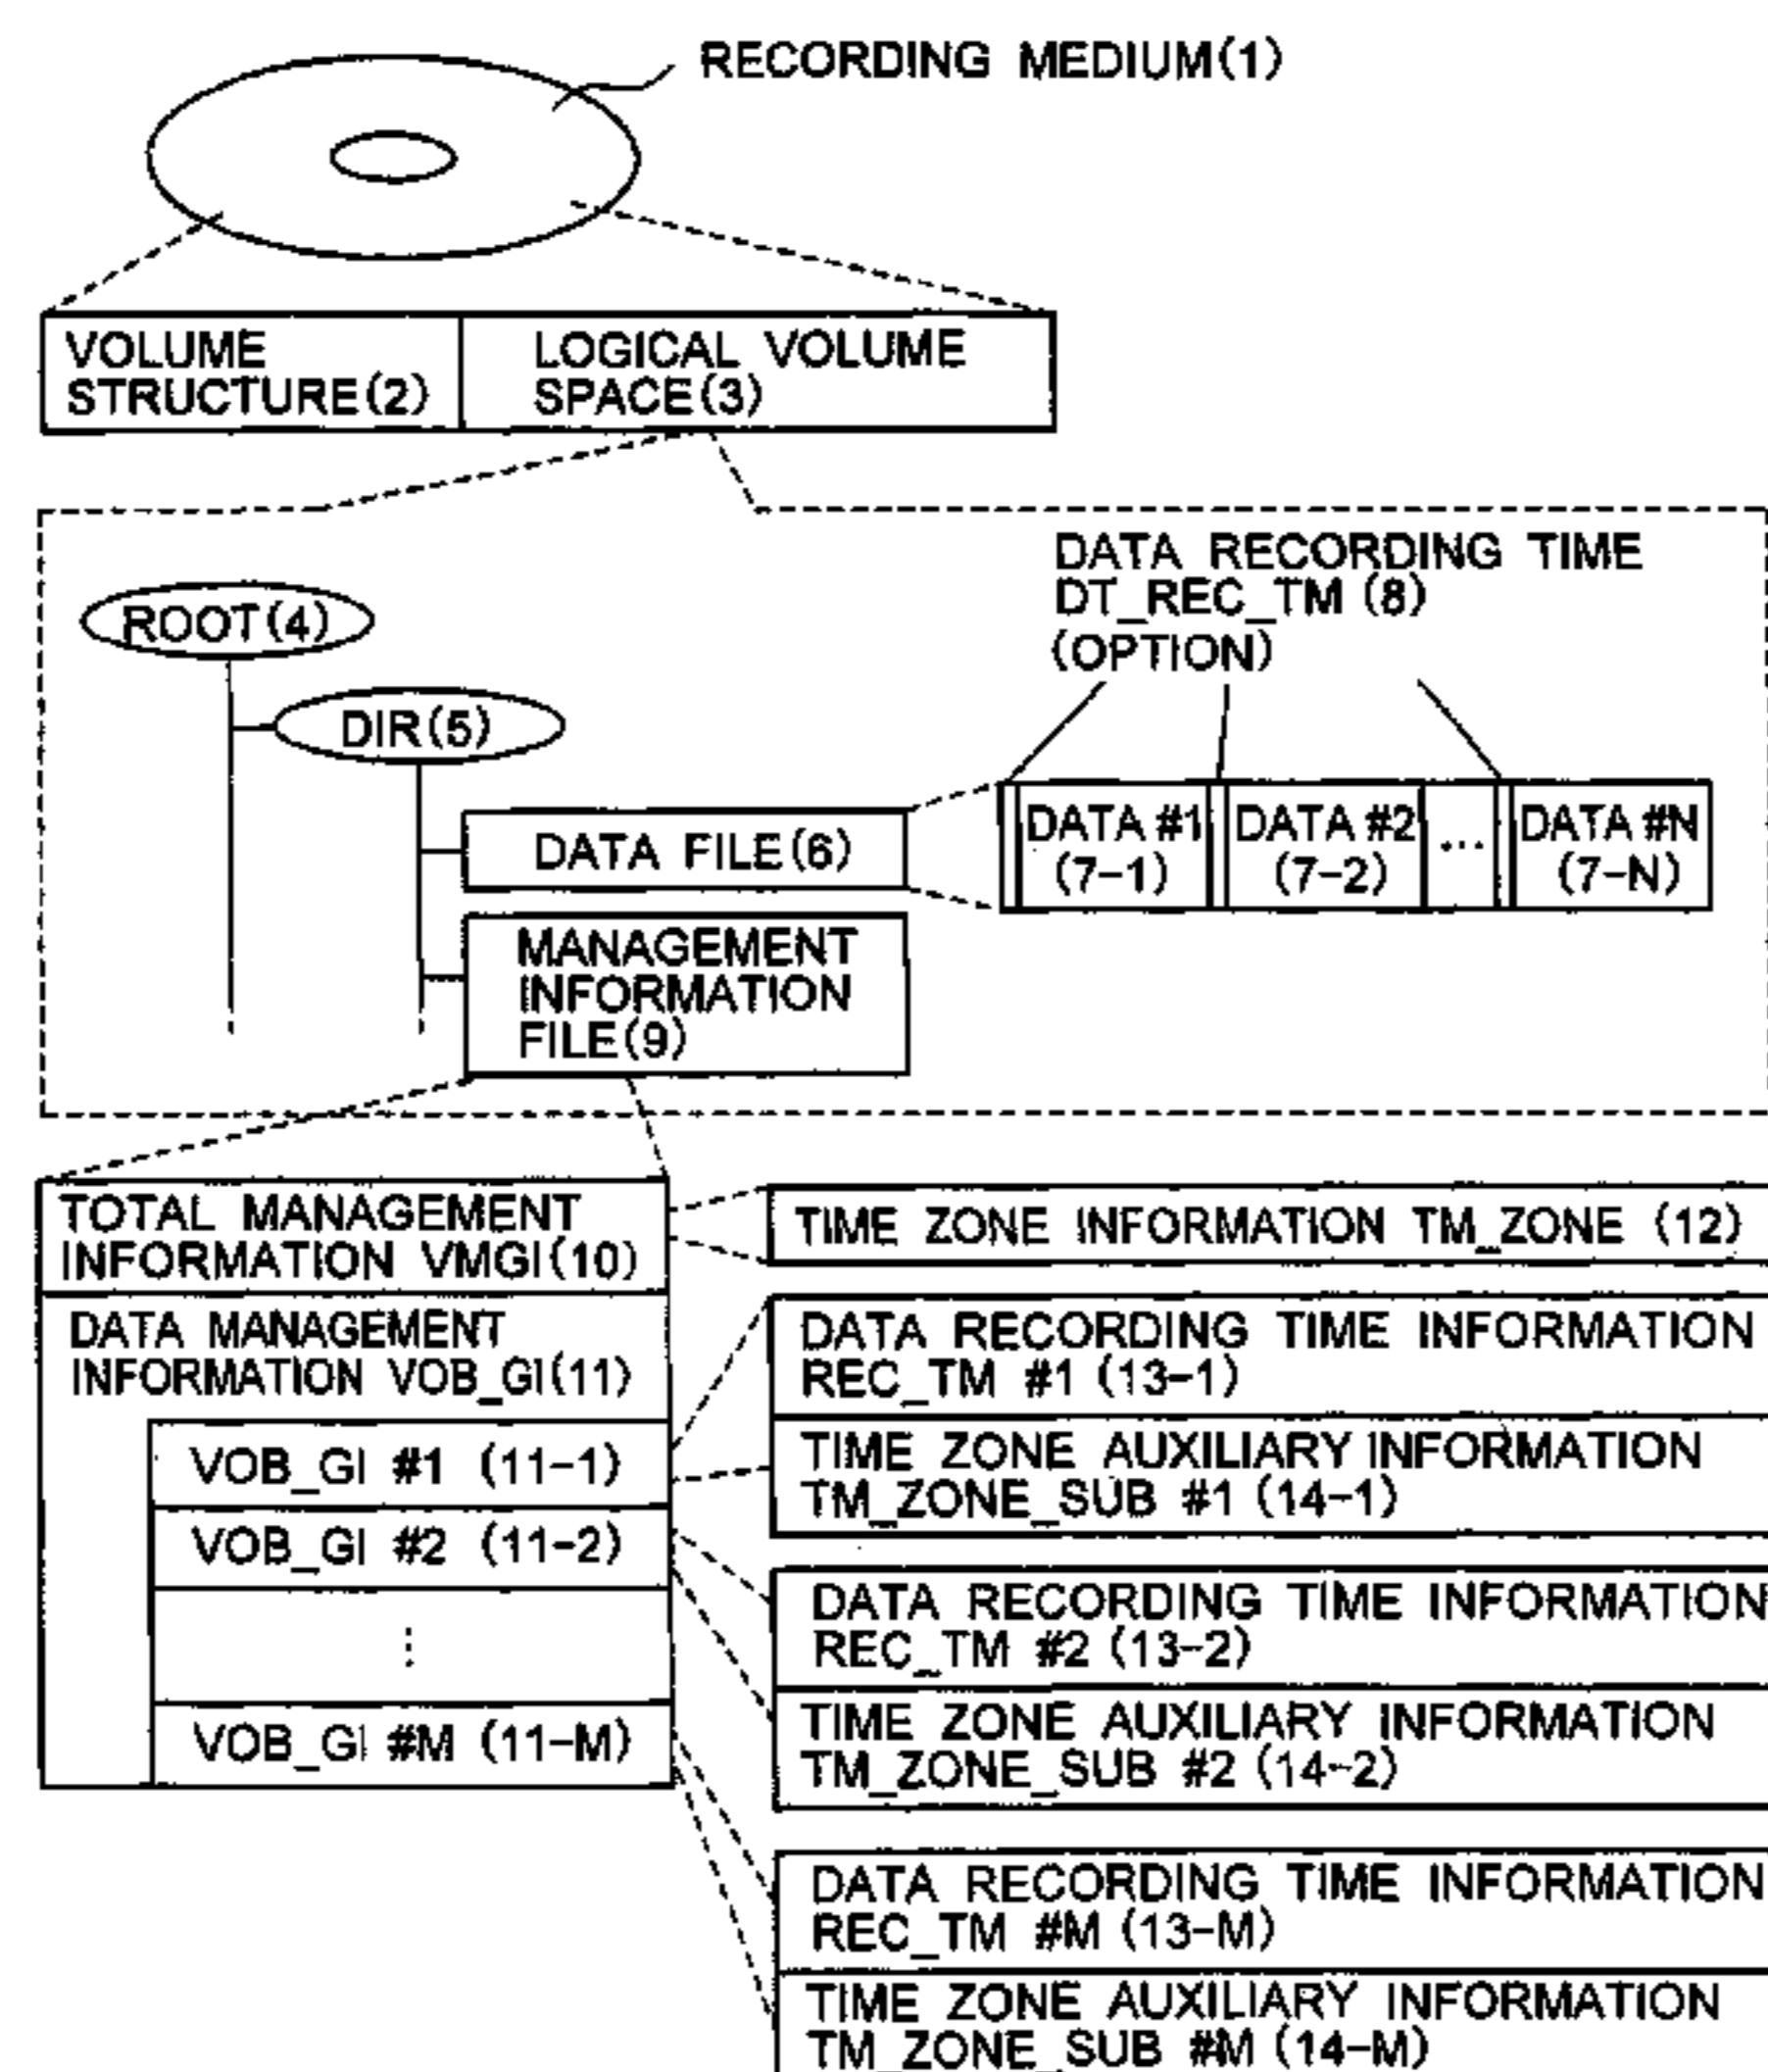 RECORDING MEDIUM(1)
VOLUME
STRUCTURE(2)
LOGICAL VOLUME
SPACE(3)
DATA RECORDING TIME
DT_REC_TM (8)
(OPTION)
ROOT(4)
DIR(5)
DATA FILE(6)
DATA #1
(7-1)
DATA #2
(7-2)
...
DATA #N
(7-N)
MANAGEMENT
INFORMATION
FILE(9)
TOTAL MANAGEMENT
INFORMATION VMGI(10)
TIME ZONE INFORMATION TM_ZONE (12)
DATA MANAGEMENT
INFORMATION VOB_GI(11)
VOB_GI #1 (11-1)
VOB_GI #2 (11-2)
⋮
VOB_GI #M (11-M)
DATA RECORDING TIME INFORMATION
REC_TM #1 (13-1)
TIME ZONE AUXILIARY INFORMATION
TM_ZONE_SUB #1 (14-1)
DATA RECORDING TIME INFORMATION
REC_TM #2 (13-2)
TIME ZONE AUXILIARY INFORMATION
TM_ZONE_SUB #2 (14-2)
DATA RECORDING TIME INFORMATION
REC_TM #M (13-M)
TIME ZONE AUXILIARY INFORMATION
TM_ZONE_SUB #M (14-M)